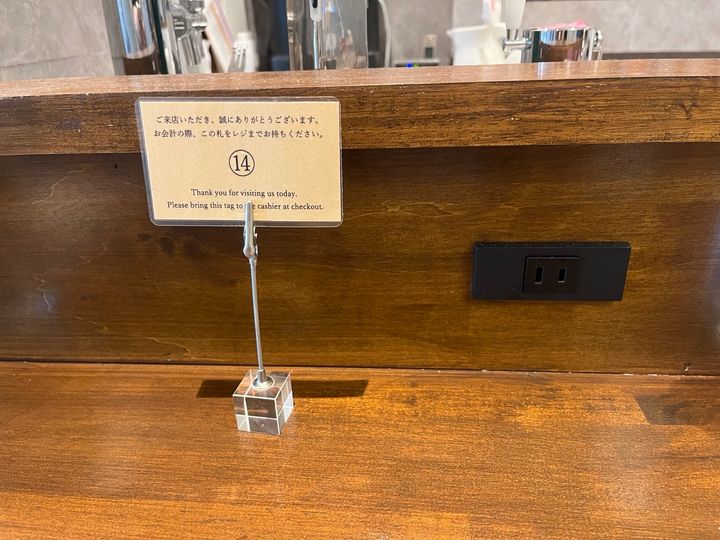 ご来店いただき、誠にありがとうございます。
お会計の際、この札をレジまでお持ちください。
⑭
Thank you for visiting us today.
Please bring this tag to the cashier at checkout.